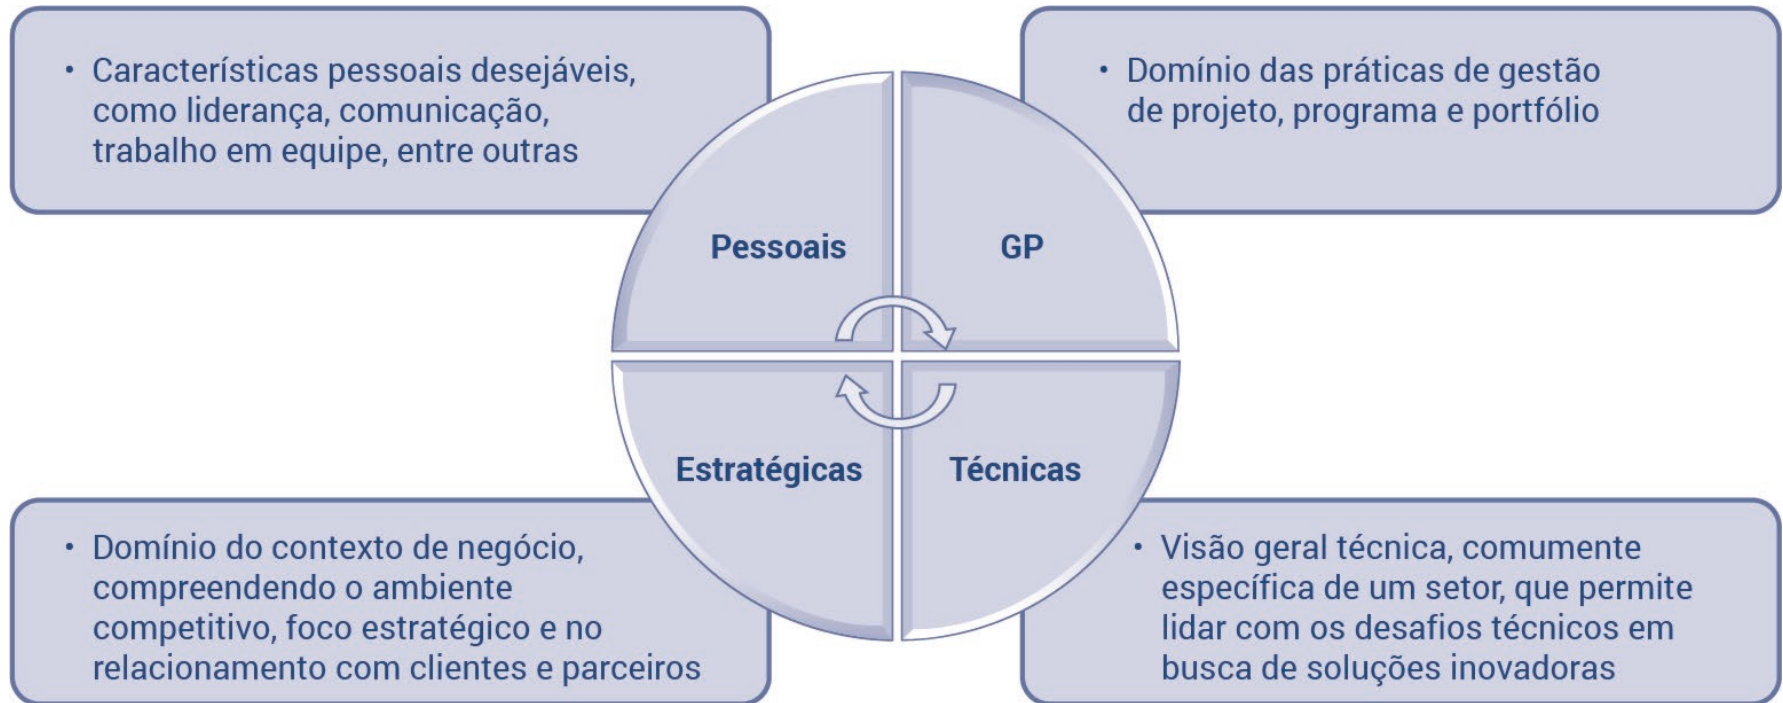 • Características pessoais desejáveis,
como liderança, comunicação,
trabalho em equipe, entre outras
• Domínio das práticas de gestão
de projeto, programa e portfólio
Pessoais
GP
Estratégicas
Técnicas
• Domínio do contexto de negócio,
compreendendo o ambiente
competitivo, foco estratégico e no
relacionamento com clientes e parceiros
• Visão geral técnica, comumente
específica de um setor, que permite
lidar com os desafios técnicos em
busca de soluções inovadoras